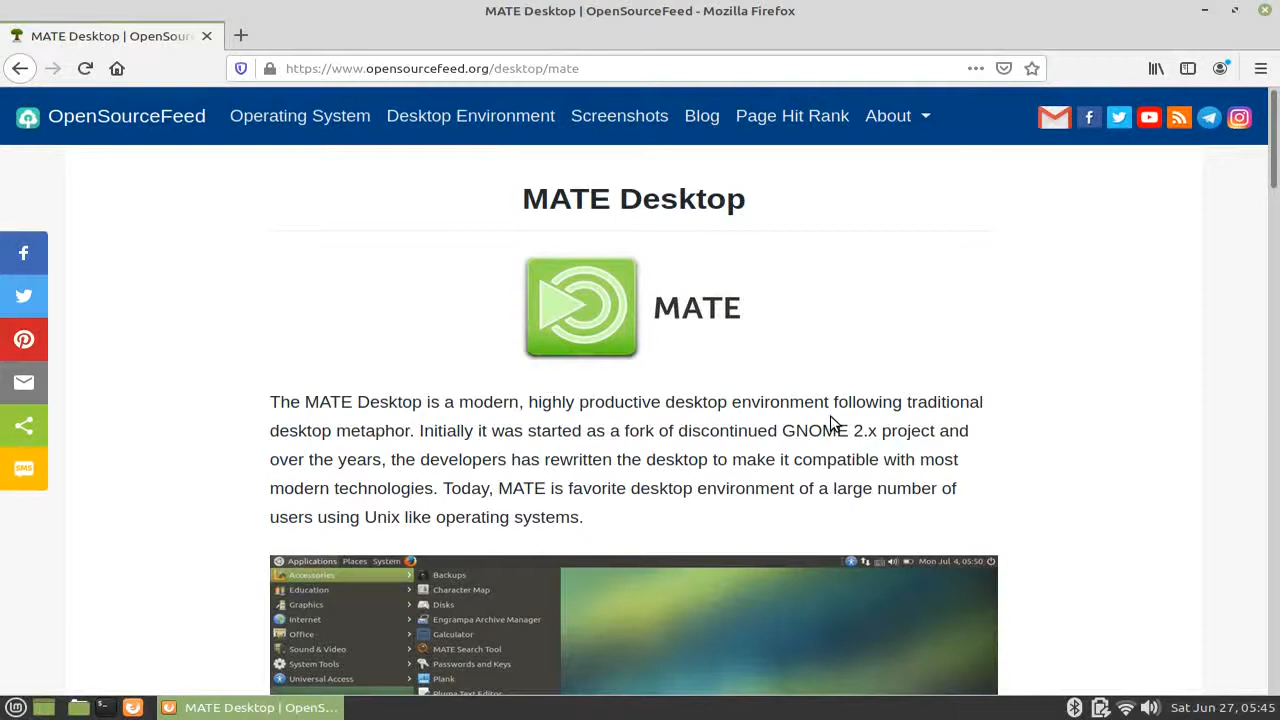 MATE Desktop | OpenSourceFeed - Mozilla Firefox
MATE Desktop | OpenSour
https://www.opensourcefeed.org/desktop/mate
OpenSourceFeed Operating System Desktop Environment Screenshots Blog Page Hit Rank About
MATE Desktop
MATE
The MATE Desktop is a modern, highly productive desktop environment following traditional
desktop metaphor. Initially it was started as a fork of discontinued GNOME 2.x project and
over the years, the developers has rewritten the desktop to make it compatible with most
modern technologies. Today, MATE is favorite desktop environment of a large number of
users using Unix like operating systems.
SMS
Applications Places System Mon Jul 4, 05:50
Accessories Backups
Education Character Map
Graphics Disks
Internet Engrampa Archive Manager
Office Galculator
Sound & Video MATE Search Tool
System Tools Passwords and Keys
Universal Access Plank
Pluma Text Editor
MATE Desktop | OpenS... Sat Jun 27, 05:45